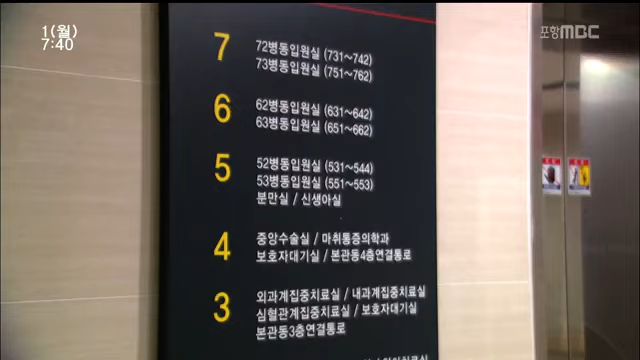 1(월)
7:40
포항MBC
7
72병동입원실 (731~742)
73병동입원실 (751~762)
6
62병동입원실 (631~642)
63병동입원실 (651~662)
5
52병동입원실 (531~544)
53병동입원실 (551~553)
분만실 / 신생아실
4
중앙수술실 / 마취통증의학과
보호자대기실 / 본관동4층연결통로
3
외과계집중치료실 / 내과계집중치료실
심혈관계집중치료실 / 보호자대기실
본관동3층연결통로